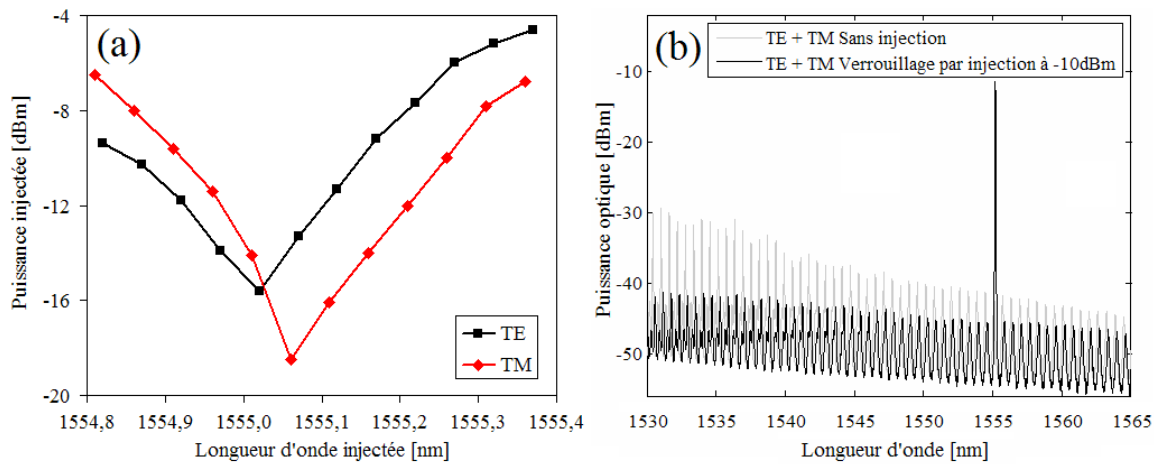 (a)
Puissance injectée [dBm]
-4
-8
-12
-16
-20
TE
TM
1554,8 1554,9 1555,0 1555,1 1555,2 1555,3 1555,4
Longueur d'onde injectée [nm]
(b)
TE + TM Sans injection
TE + TM Verrouillage par injection à -10dBm
Puissance optique [dBm]
-10
-20
-30
-40
-50
1530 1535 1540 1545 1550 1555 1560 1565
Longueur d'onde [nm]